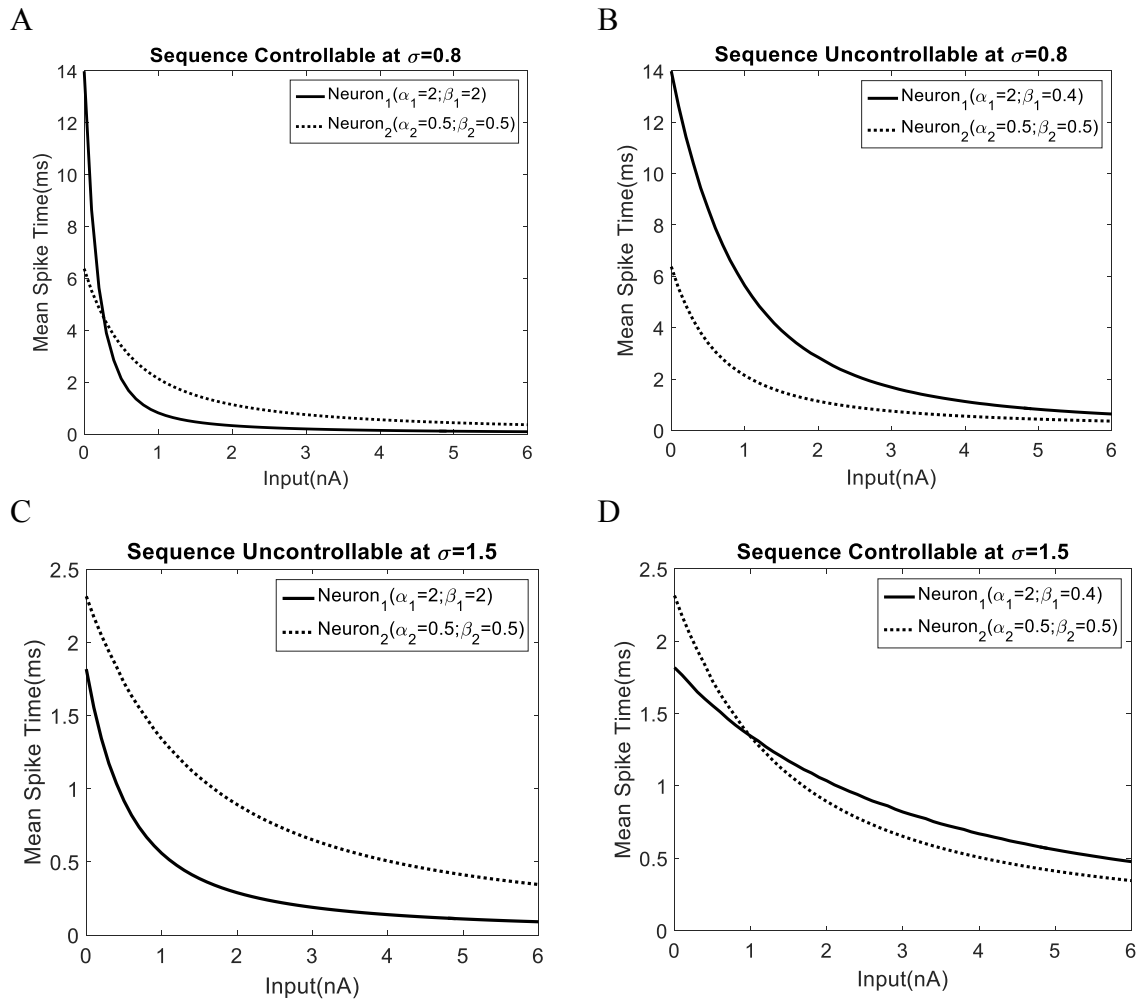 A
Sequence Controllable at σ=0.8
Neuron₁(α₁=2;β₁=2)
Neuron₂(α₂=0.5;β₂=0.5)
Mean Spike Time(ms)
14
12
10
8
6
4
2
0
0 1 2 3 4 5 6
Input(nA)
B
Sequence Uncontrollable at σ=0.8
Neuron₁(α₁=2;β₁=0.4)
Neuron₂(α₂=0.5;β₂=0.5)
Mean Spike Time(ms)
14
12
10
8
6
4
2
0
0 1 2 3 4 5 6
Input(nA)
C
Sequence Uncontrollable at σ=1.5
Neuron₁(α₁=2;β₁=2)
Neuron₂(α₂=0.5;β₂=0.5)
Mean Spike Time(ms)
2.5
2
1.5
1
0.5
0
0 1 2 3 4 5 6
Input(nA)
D
Sequence Controllable at σ=1.5
Neuron₁(α₁=2;β₁=0.4)
Neuron₂(α₂=0.5;β₂=0.5)
Mean Spike Time(ms)
2.5
2
1.5
1
0.5
0
0 1 2 3 4 5 6
Input(nA)